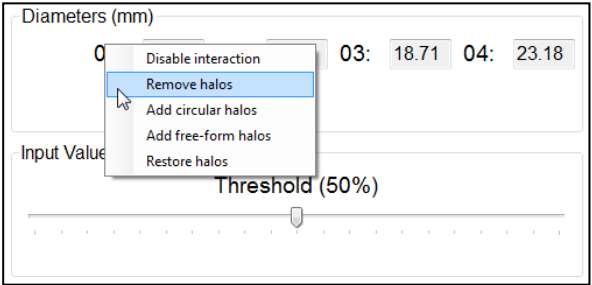 Diameters (mm)
0 03: 18.71 04: 23.18
Disable interaction
Remove halos
Add circular halos
Add free-form halos
Restore halos
Input Value
Threshold (50%)